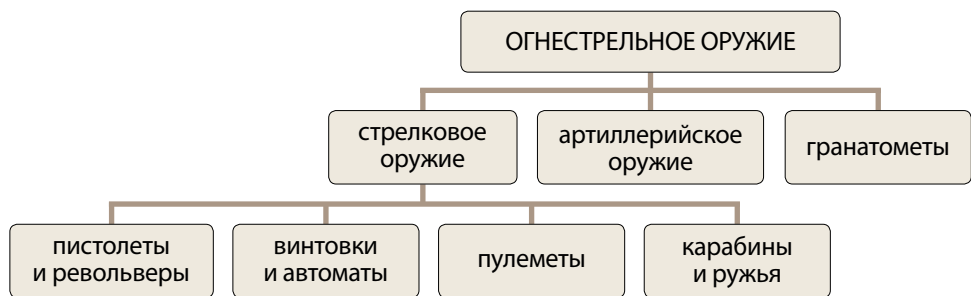 ОГНЕСТРЕЛЬНОЕ ОРУЖИЕ
стрелковое
оружие
артиллерийское
оружие
гранатометы
пистолеты
и револьверы
винтовки
и автоматы
пулеметы
карабины
и ружья